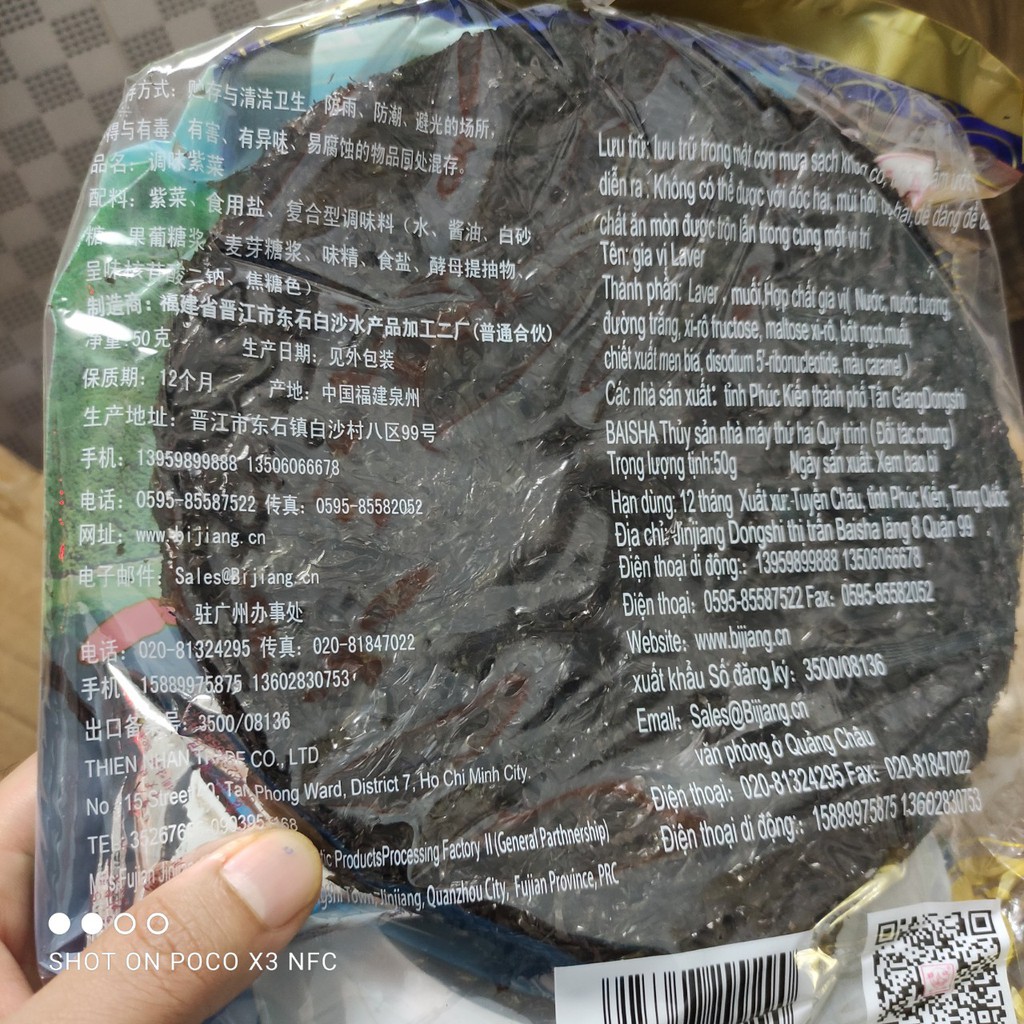 存方式: 贮存与清洁卫生、防雨、防潮、避光的场所,
得与有毒、有害、有异味、易腐蚀的物品同处混存。
品名: 调味紫菜
配料: 紫菜、食用盐、复合型调味料(水、酱油、白砂
糖、果葡糖浆、麦芽糖浆、味精、食盐、酵母提抽物、
呈味核苷酸二钠、焦糖色)
制造商: 福建省晋江市东石白沙水产品加工二厂(普通合伙)
净重:50克 生产日期: 见外包装
保质期: 12个月 产地: 中国福建泉州
生产地址: 晋江市东石镇白沙村八区99号
手机: 13959899888 13506066678
电话: 0595-85587522 传真: 0595-85582052
网址: www.bijiang.cn
电子邮件: Sales@Bijiang.cn
驻广州办事处
电话: 020-81324295 传真: 020-81847022
手机: 15889975875 13602830753
出口备 号: 3500/08136
THIEN NHAN CO., LTD
No Phong Ward, District 7, Ho Chi Minh City.
TEL:
ProductsProcessing Factory II (General Parthnership)
Jinjiang, Quanzhou City, Fujian Province, PRC
Lưu trữ: lưu trữ trong một cơn mưa sạch
diễn ra . Không có thể được với độc hại, mùi hôi, dễ dàng để
chất ăn mòn được trộn lẫn trong cùng một vị trí
Tên: gia vị Laver
Thành phần: Laver , muối.Hợp chất gia vị( Nước, nước tương,
đường trắng, xi-rô fructose, maltose xi-rô, bột ngọt,muối,
chiết xuất men bia, disodium 5'-ribonucleotide, màu caramel )
Các nhà sản xuất: tỉnh Phúc Kiến thành phố Tấn GiangDongshi
BAISHA Thủy sản nhà máy thứ hai Quy trình ( Đối tác chung)
Trọng lượng tịnh:50g Ngày sản xuất: Xem bao bì
Hạn dùng: 12 tháng Xuất xứ: Tuyền Châu, tỉnh Phúc Kiến, Trung Quốc
Địa chỉ: Jinjiang Dongshi thị trấn Baisha làng 8 Quận 99
Điện thoại di động:: 13959899888 13506066678
Điện thoại: 0595-85587522 Fax: 0595-85582052
Website: www.bijiang.cn
xuất khẩu Số đăng ký: 3500/08136
Email: Sales@Bijiang.cn
văn phòng ở Quảng Châu
Điện thoại: 020-81324295 Fax: 020-81847022
Điện thoại di động:: 15889975875 13602830753
SHOT ON POCO X3 NFC